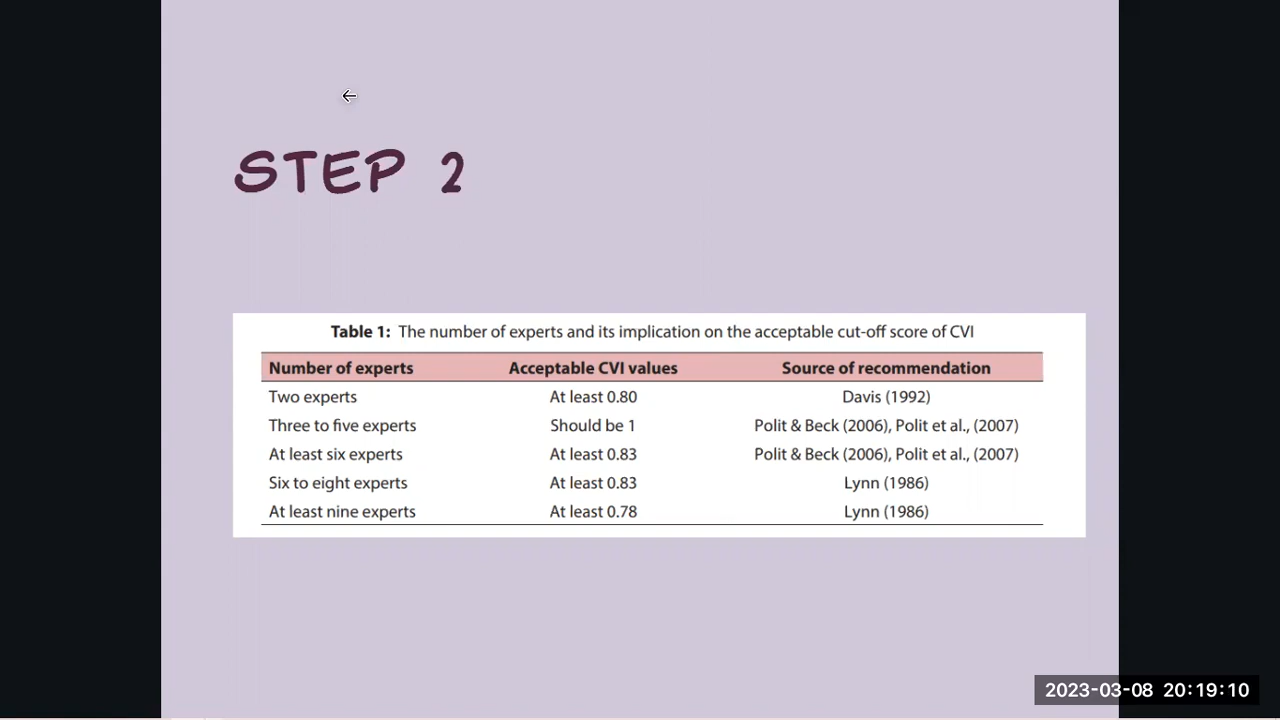 STEP 2
Table 1: The number of experts and its implication on the acceptable cut-off score of CVI
Number of experts Acceptable CVI values Source of recommendation
Two experts At least 0.80 Davis (1992)
Three to five experts Should be 1 Polit & Beck (2006), Polit et al., (2007)
At least six experts At least 0.83 Polit & Beck (2006), Polit et al., (2007)
Six to eight experts At least 0.83 Lynn (1986)
At least nine experts At least 0.78 Lynn (1986)
2023-03-08 20:19:10